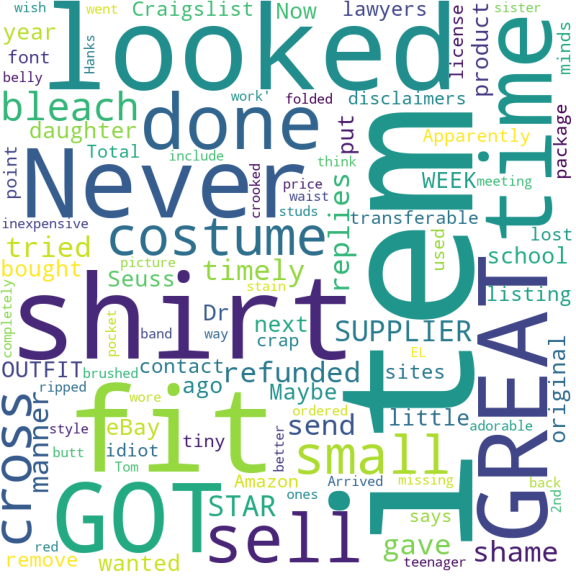 wish went Craigslist Now lawyers
year Hanks looked license product sister
font minds
belly work' folded disclaimers
bleach done put Item time package
daughter Apparently
Total include think WEEK meeting
point Never crooked price replies
waist transferable
inexpensive studs used lost
tried costume school
bought picture Seuss timely listing
stain
completely shirt Dr next SUPPLIER
pocket band way crap EL
OUTFIT brushed contact refunded sites GREAT original
ripped ago Maybe
cross manner wore ordered little adorable
style fit eBay tiny send
butt idiot better small
Tom Amazon Arrived missing back
GOT STAR ones says 2nd
red sell gave shame
remove wanted teenager